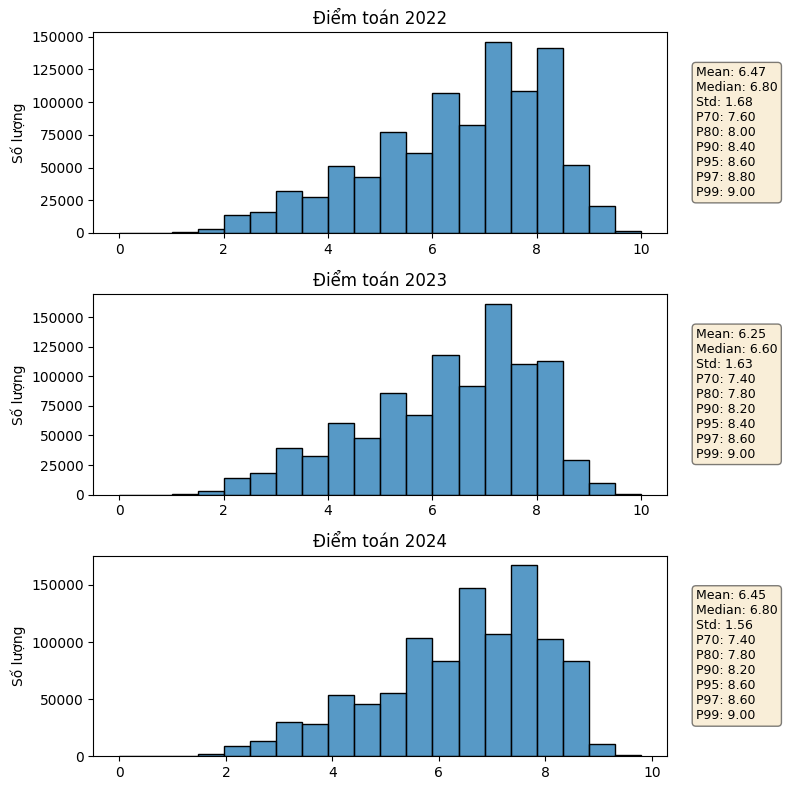 Điểm toán 2022
150000
125000
100000
75000
50000
25000
0
Số lượng
0 2 4 6 8 10
Mean: 6.47
Median: 6.80
Std: 1.68
P70: 7.60
P80: 8.00
P90: 8.40
P95: 8.60
P97: 8.80
P99: 9.00
Điểm toán 2023
150000
125000
100000
75000
50000
25000
0
Số lượng
0 2 4 6 8 10
Mean: 6.25
Median: 6.60
Std: 1.63
P70: 7.40
P80: 7.80
P90: 8.20
P95: 8.40
P97: 8.60
P99: 9.00
Điểm toán 2024
150000
100000
50000
0
Số lượng
0 2 4 6 8 10
Mean: 6.45
Median: 6.80
Std: 1.56
P70: 7.40
P80: 7.80
P90: 8.20
P95: 8.60
P97: 8.60
P99: 9.00